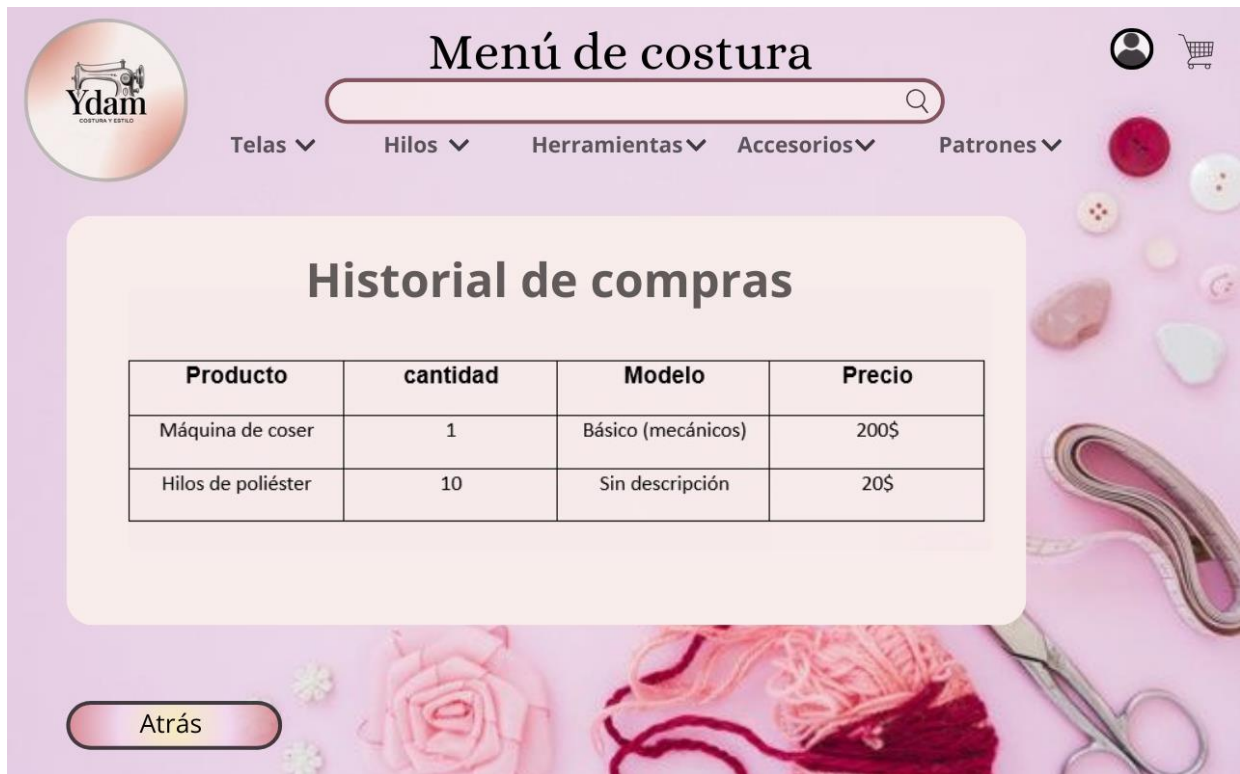 Menú de costura
Ydam
COSTURA Y ESTILO
Telas Hilos Herramientas Accesorios Patrones
Historial de compras
Producto cantidad Modelo Precio
Máquina de coser 1 Básico (mecánicos) 200$
Hilos de poliéster 10 Sin descripción 20$
Atrás